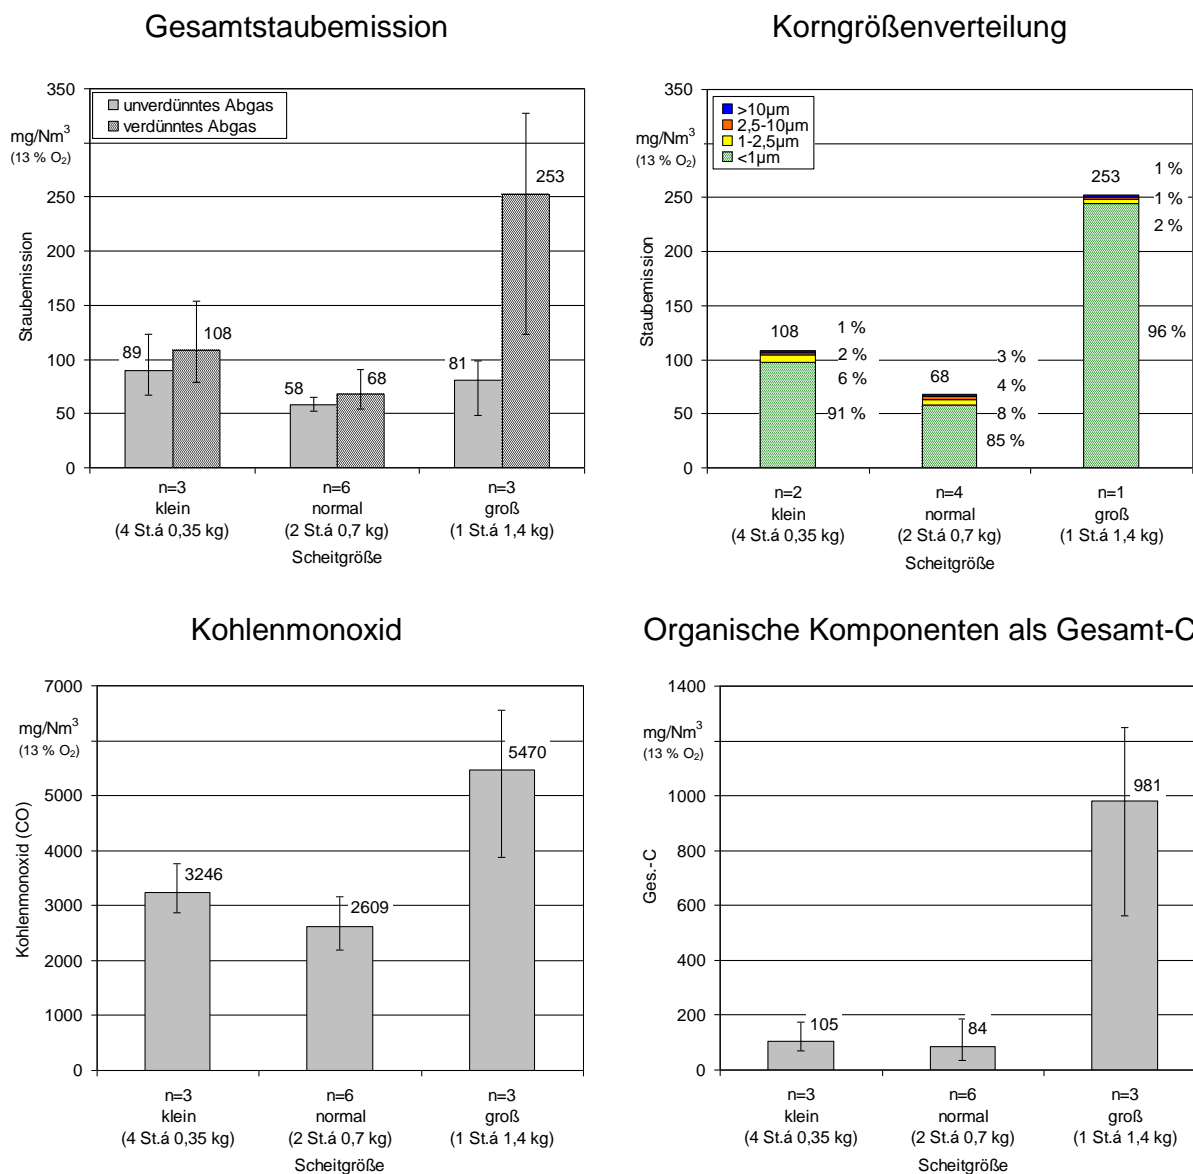 Gesamtstaubemission
350
mg/Nm³
(13 % O₂)
250
200
150
100
50
0
Staubemission
unverdünntes Abgas
verdünntes Abgas
89
108
58
68
81
253
n=3
klein
(4 St.á 0,35 kg)
n=6
normal
(2 St.á 0,7 kg)
n=3
groß
(1 St.á 1,4 kg)
Scheitgröße
Korngrößenverteilung
350
mg/Nm³
(13 % O₂)
250
200
150
100
50
0
Staubemission
>10µm
2,5-10µm
1-2,5µm
<1µm
108
1 %
2 %
6 %
91 %
68
3 %
4 %
8 %
85 %
253
1 %
1 %
2 %
96 %
n=2
klein
(4 St.á 0,35 kg)
n=4
normal
(2 St.á 0,7 kg)
n=1
groß
(1 St.á 1,4 kg)
Scheitgröße
Kohlenmonoxid
7000
mg/Nm³
(13 % O₂)
5000
4000
3000
2000
1000
0
Kohlenmonoxid (CO)
3246
2609
5470
n=3
klein
(4 St.á 0,35 kg)
n=6
normal
(2 St.á 0,7 kg)
n=3
groß
(1 St.á 1,4 kg)
Scheitgröße
Organische Komponenten als Gesamt-C
1400
mg/Nm³
(13 % O₂)
1000
800
600
400
200
0
Ges.-C
105
84
981
n=3
klein
(4 St.á 0,35 kg)
n=6
normal
(2 St.á 0,7 kg)
n=3
groß
(1 St.á 1,4 kg)
Scheitgröße